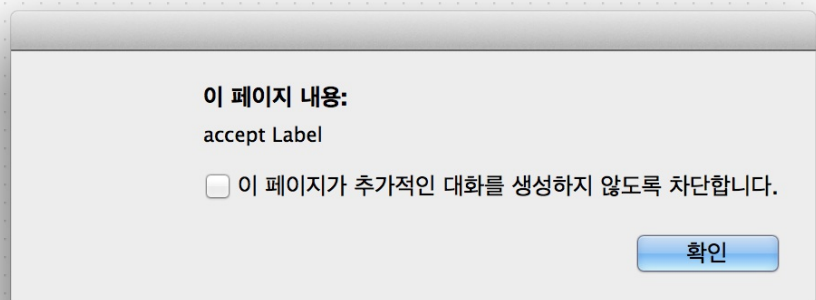 이 페이지 내용:
accept Label
이 페이지가 추가적인 대화를 생성하지 않도록 차단합니다.
확인